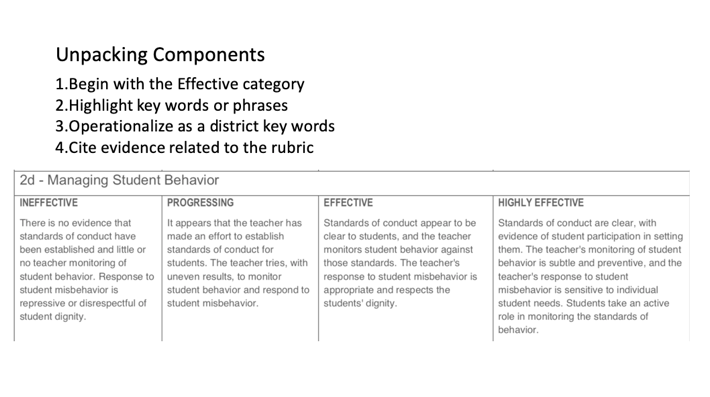 Unpacking Components
1.Begin with the Effective category
2.Highlight key words or phrases
3.Operationalize as a district key words
4.Cite evidence related to the rubric
2d - Managing Student Behavior
INEFFECTIVE
There is no evidence that
standards of conduct have
been established and little or
no teacher monitoring of
student behavior. Response to
student misbehavior is
repressive or disrespectful of
student dignity.
PROGRESSING
It appears that the teacher has
made an effort to establish
standards of conduct for
students. The teacher tries, with
uneven results, to monitor
student behavior and respond to
student misbehavior.
EFFECTIVE
Standards of conduct appear to be
clear to students, and the teacher
monitors student behavior against
those standards. The teacher's
response to student misbehavior is
appropriate and respects the
students' dignity.
HIGHLY EFFECTIVE
Standards of conduct are clear, with
evidence of student participation in setting
them. The teacher's monitoring of student
behavior is subtle and preventive, and the
teacher's response to student
misbehavior is sensitive to individual
student needs. Students take an active
role in monitoring the standards of
behavior.